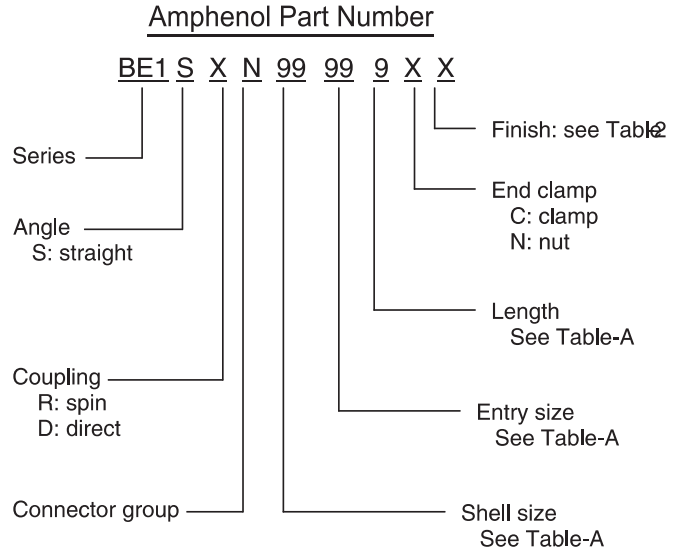 Amphenol Part Number
BE1 S X N 99 99 9 X X
Finish: see Table2
Series
End clamp
C: clamp
N: nut
Angle
S: straight
Length
See Table-A
Coupling
R: spin
D: direct
Entry size
See Table-A
Connector group
Shell size
See Table-A